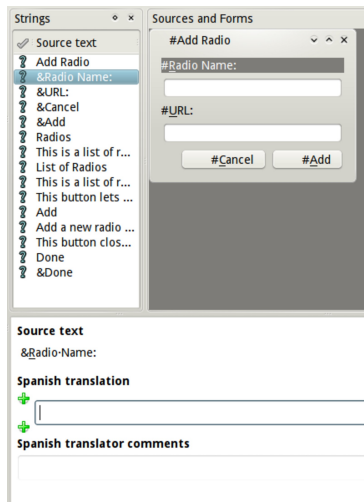 Strings
Source text
Add Radio
&Radio Name:
&URL:
&Cancel
&Add
Radios
This is a list of r...
List of Radios
This is a list of r...
This button lets ...
Add
Add a new radio ...
This button clos...
Done
&Done
Sources and Forms
#Add Radio
#Radio Name:
#URL:
#Cancel #Add
Source text
&Radio·Name:
Spanish translation
Spanish translator comments